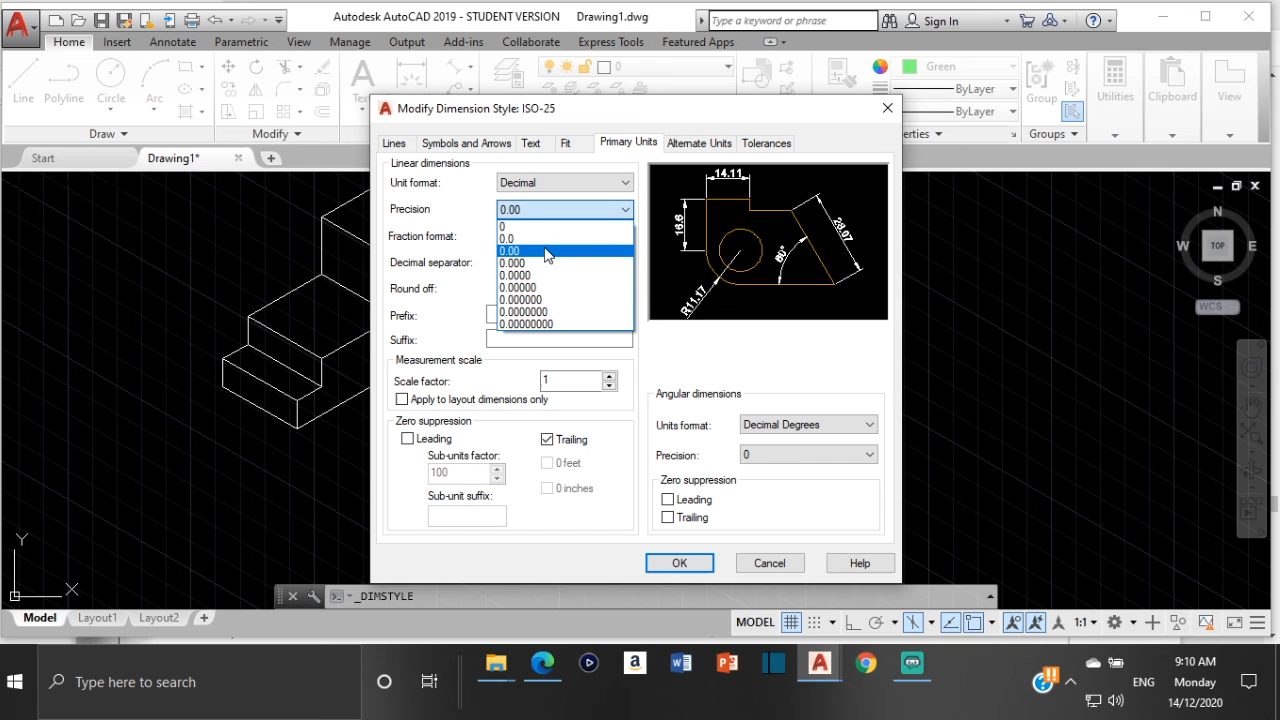 Autodesk AutoCAD 2019 - STUDENT VERSION Drawing1.dwg
Type a keyword or phrase
Sign In
Home Insert Annotate Parametric View Manage Output Add-ins Collaborate Express Tools Featured Apps
Line Polyline Circle Arc
0
Green
ByLayer
ByLayer
Group Utilities Clipboard View
Draw Modify Groups
Start Drawing1*
Modify Dimension Style: ISO-25
Lines Symbols and Arrows Text Fit Primary Units Alternate Units Tolerances
Linear dimensions
Unit format: Decimal
Precision 0.00
0
0.0
0.00
0.000
0.0000
0.00000
0.000000
0.0000000
0.00000000
Fraction format:
Decimal separator:
Round off:
Prefix:
Suffix:
Measurement scale
Scale factor: 1
Apply to layout dimensions only
Zero suppression
Leading Trailing
Sub-units factor: 0 feet
100
Sub-unit suffix: 0 inches
14.11
16.6
28.07
60°
R11.17
Angular dimensions
Units format: Decimal Degrees
Precision: 0
Zero suppression
Leading
Trailing
OK Cancel Help
N
W TOP E
S
WCS
Y
X
_DIMSTYLE
Model Layout1 Layout2 +
MODEL 1:1
Type here to search
ENG
9:10 AM
Monday
14/12/2020